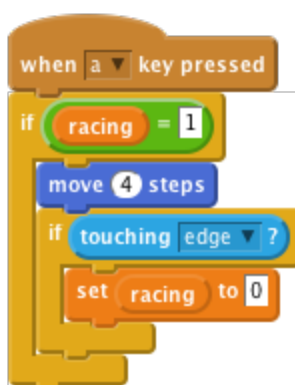 when a ▼ key pressed
if racing = 1
move 4 steps
if touching edge ▼ ?
set racing to 0